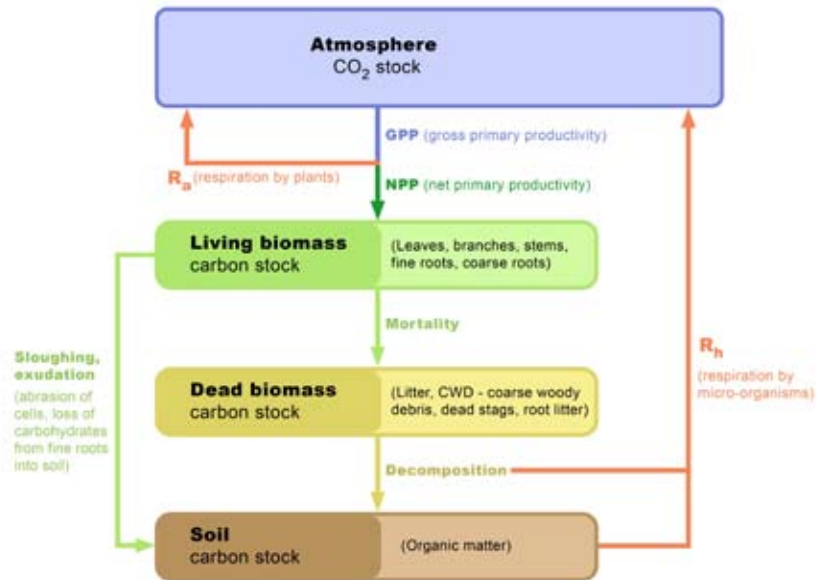 Atmosphere
CO₂ stock
GPP (gross primary productivity)
Rₐ (respiration by plants)
NPP (net primary productivity)
Living biomass
carbon stock
(Leaves, branches, stems,
fine roots, coarse roots)
Mortality
Sloughing,
exudation
(abrasion of
cells, loss of
carbohydrates
from fine roots
into soil)
Dead biomass
carbon stock
(Litter, CWD - coarse woody
debris, dead stags, root litter)
Rₕ
(respiration by
micro-organisms)
Decomposition
Soil
carbon stock
(Organic matter)